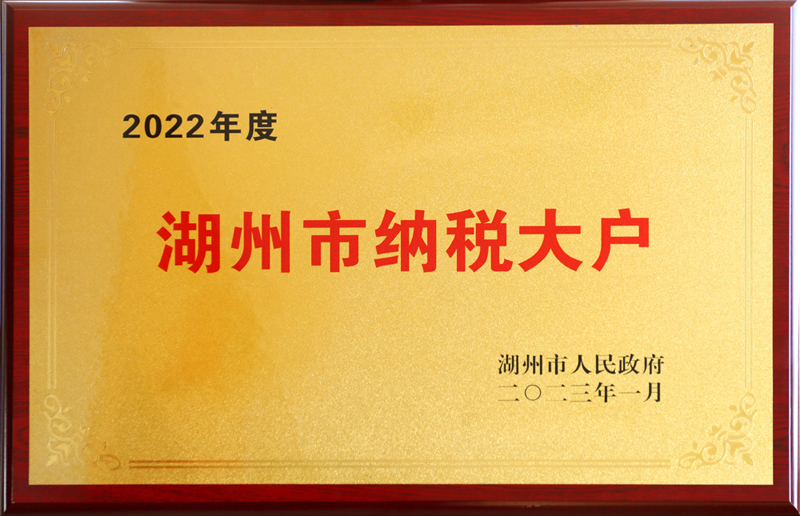 2022年度
湖州市纳税大户
湖州市人民政府
二〇二三年一月